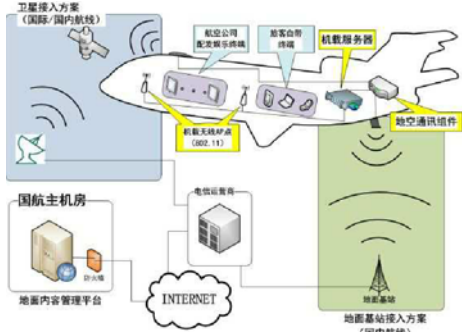 卫星接入方案
（国际/国内航线）
航空公司
配发娱乐终端
旅客自带
终端
机载服务器
地空通讯组件
机载无线AP点
(802.11)
国航主机房
防火墙
地面内容管理平台
电信运营商
INTERNET
地面基站
地面基站接入方案
(国内航线)